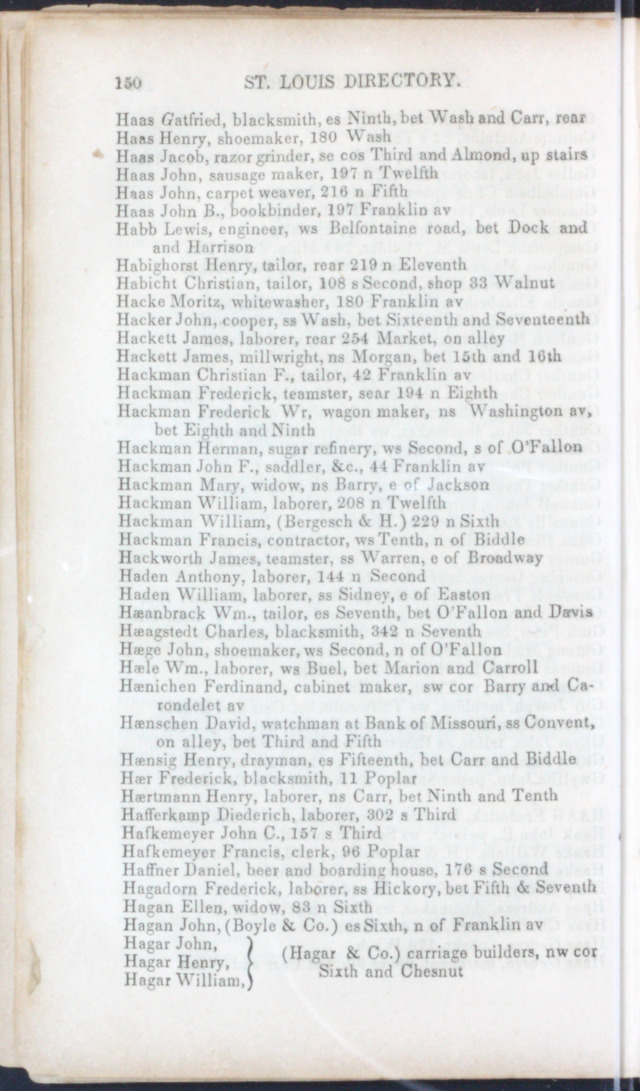 150 ST. LOUIS DIRECTORY.
Haas Gatfried, blacksmith, es Ninth, bet Wash and Carr, rear
Haas Henry, shoemaker, 180 Wash
Haas Jacob, razor grinder, se cos Third and Almond, up stairs
Haas John, sausage maker, 197 n Twelfth
Haas John, carpet weaver, 216 n Fifth
Haas John B., bookbinder, 197 Franklin av
Habb Lewis, engineer, ws Belfontaine road, bet Dock and
and Harrison
Habighorst Henry, tailor, rear 219 n Eleventh
Habicht Christian, tailor, 108 s Second, shop 33 Walnut
Hacke Moritz, whitewasher, 180 Franklin av
Hacker John, cooper, ss Wash, bet Sixteenth and Seventeenth
Hackett James, laborer, rear 254 Market, on alley
Hackett James, millwright, ns Morgan, bet 15th and 16th
Hackman Christian F., tailor, 42 Franklin av
Hackman Frederick, teamster, sear 194 n Eighth
Hackman Frederick Wr, wagon maker, ns Washington av,
bet Eighth and Ninth
Hackman Herman, sugar refinery, ws Second, s of O'Fallon
Hackman John F., saddler, &c., 44 Franklin av
Hackman Mary, widow, ns Barry, e of Jackson
Hackman William, laborer, 208 n Twelfth
Hackman William, (Bergesch & H.) 229 n Sixth
Hackman Francis, contractor, ws Tenth, n of Biddle
Hackworth James, teamster, ss Warren, e of Broadway
Haden Anthony, laborer, 144 n Second
Haden William, laborer, ss Sidney, e of Easton
Hæanbrack Wm., tailor, es Seventh, bet O'Fallon and Davis
Hæagstedt Charles, blacksmith, 342 n Seventh
Hæge John, shoemaker, ws Second, n of O'Fallon
Hæle Wm., laborer, ws Buel, bet Marion and Carroll
Hænichen Ferdinand, cabinet maker, sw cor Barry and Ca-
rondelet av
Hænschen David, watchman at Bank of Missouri, ss Convent,
on alley, bet Third and Fifth
Hænsig Henry, drayman, es Fifteenth, bet Carr and Biddle
Hær Frederick, blacksmith, 11 Poplar
Hærtmann Henry, laborer, ns Carr, bet Ninth and Tenth
Hafferkamp Diederich, laborer, 302 s Third
Hafkemeyer John C., 157 s Third
Hafkemeyer Francis, clerk, 96 Poplar
Haffner Daniel, beer and boarding house, 176 s Second
Hagadorn Frederick, laborer, ss Hickory, bet Fifth & Seventh
Hagan Ellen, widow, 83 n Sixth
Hagan John, (Boyle & Co.) es Sixth, n of Franklin av
Hagar John,
Hagar Henry, } (Hagar & Co.) carriage builders, nw cor
Hagar William, Sixth and Chesnut